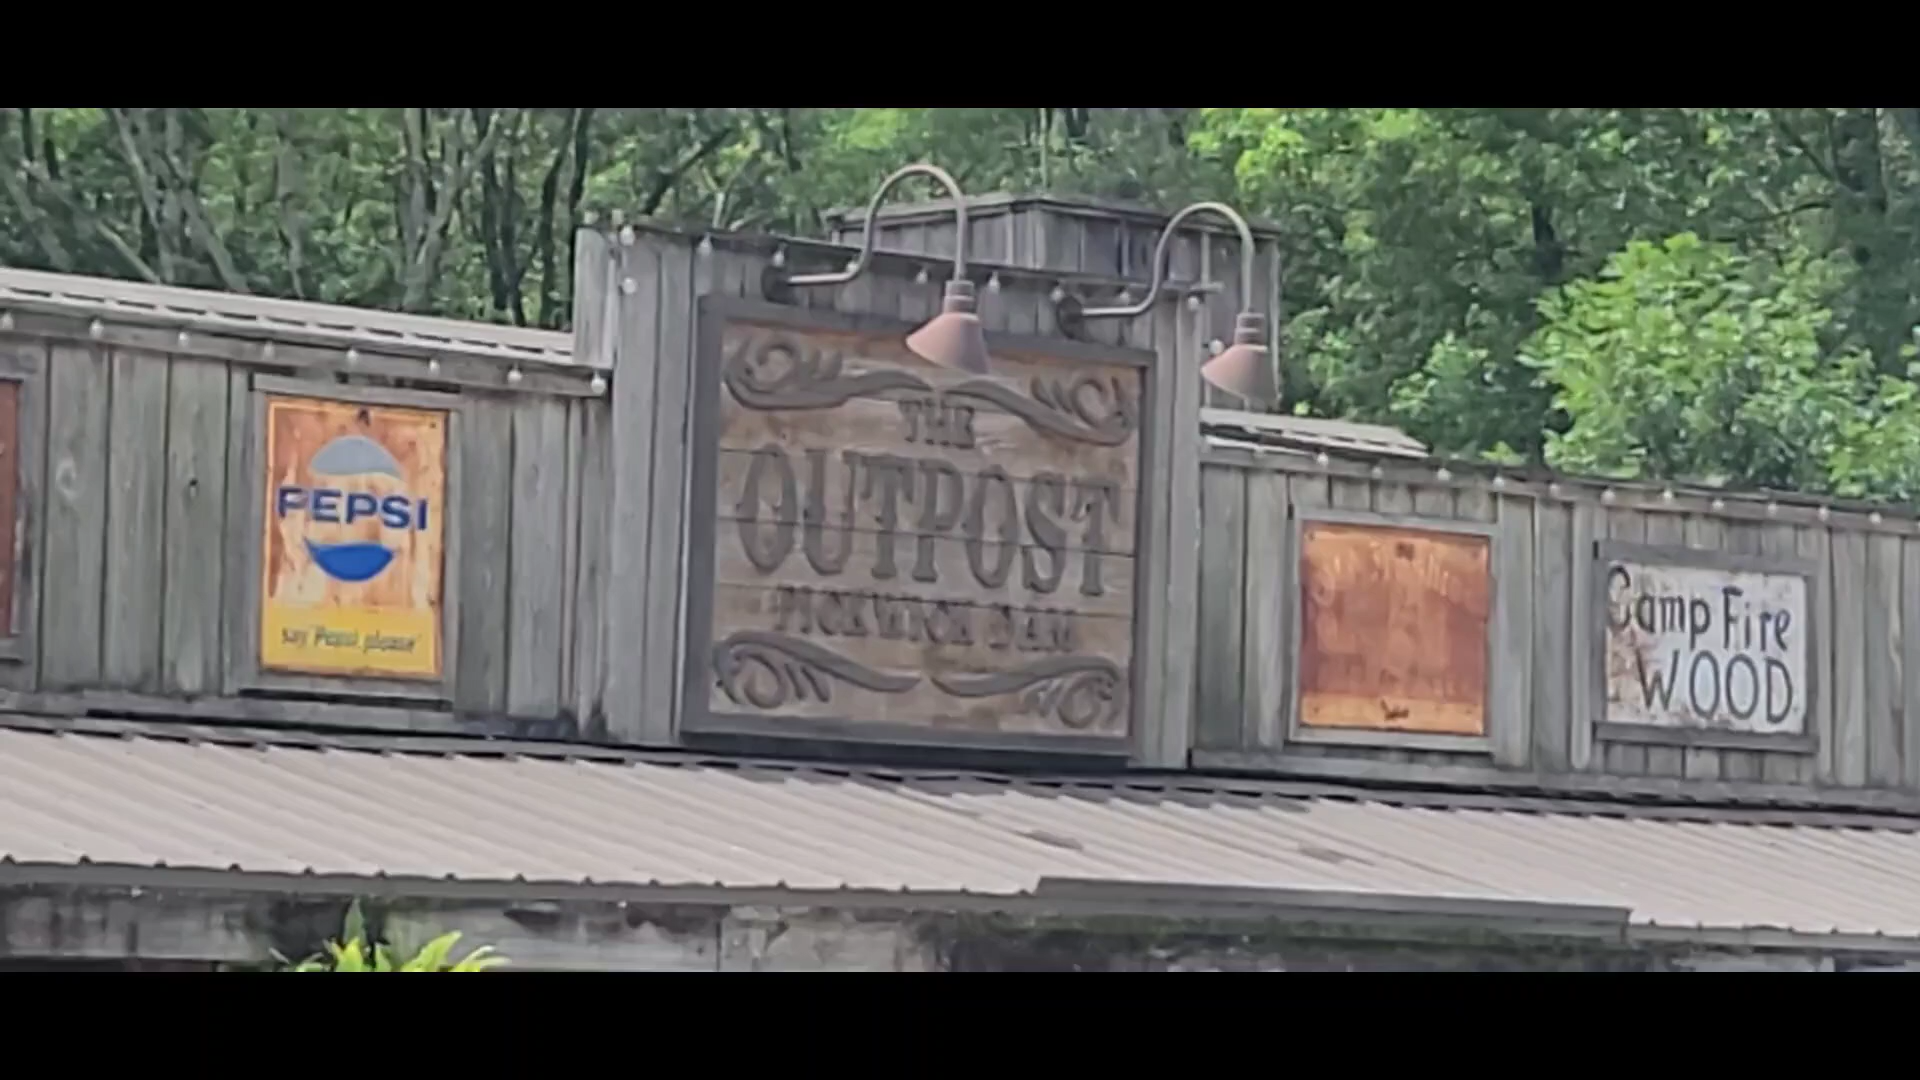 PEPSI
say "Pepsi, please"
THE
OUTPOST
PICKWICK DAM
Camp Fire
WOOD